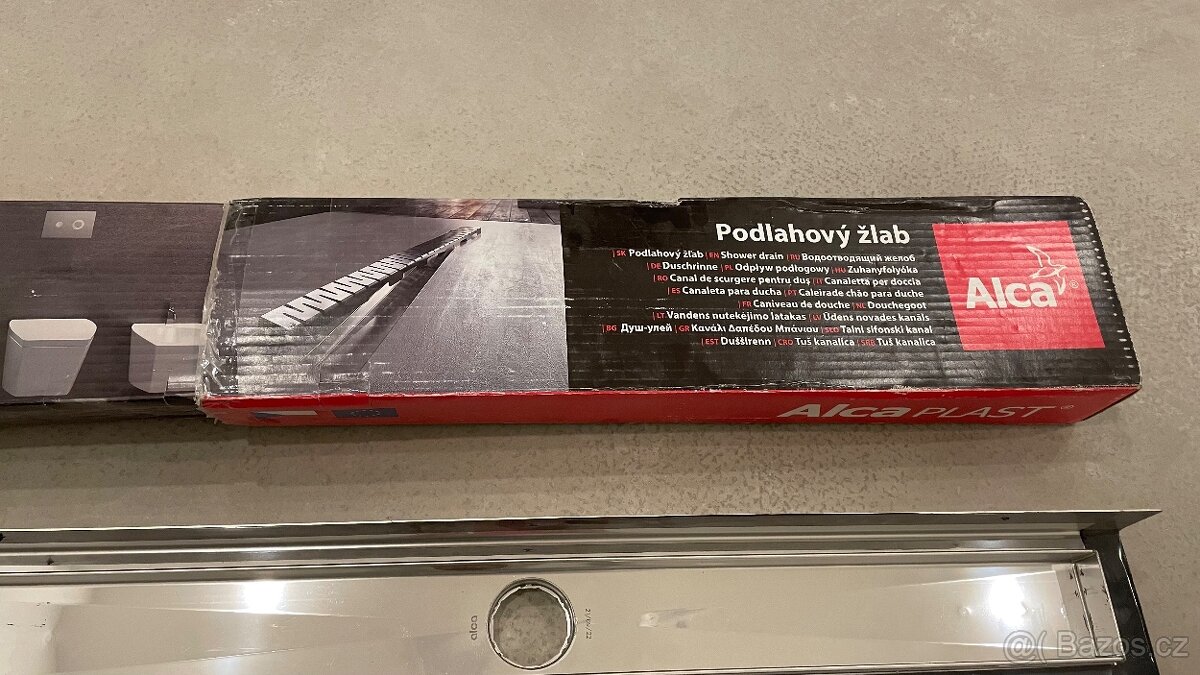 Podlahový žlab
| SK Podlahový žľab | EN Shower drain | RU Водоотводящий желоб
| DE Duschrinne | PL Odpływ podłogowy | HU Zuhanyfolyóka
| RO Canal de scurgere pentru duș | IT Canaletta per doccia
| ES Canaleta para ducha | PT Caleirade chão para duche
| FR Caniveau de douche | NL Douchegoot
| LT Vandens nutekėjimo latakas | LV Ūdens novades kanāls
| BG Душ-улей | GR Κανάλι Δαπέδου Μπάνιου | SLO Talni sifonski kanal
| EST Dušširenn | CRO Tuš kanalica | SRB Tuš kanalica
Alca®
Alca PLAST®
alca
@( Bazos.cz